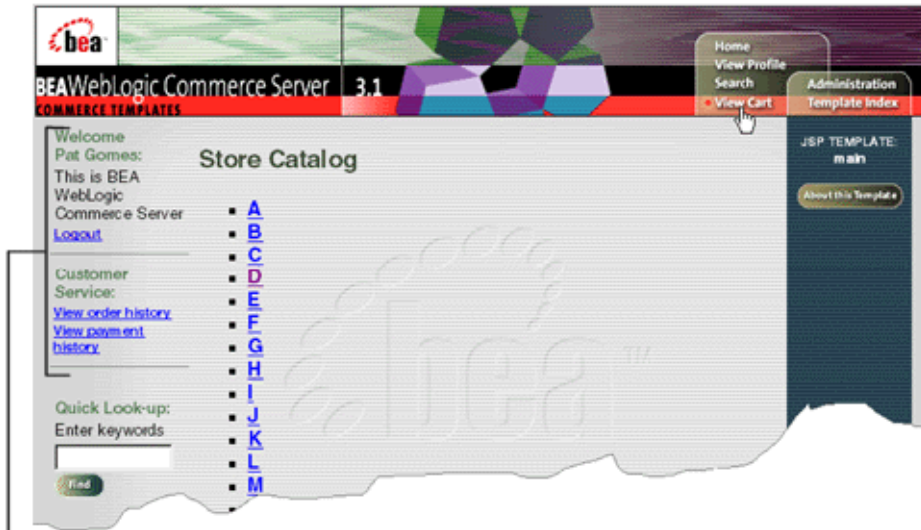 bea
Home
View Profile
Search
View Cart
BEA WebLogic Commerce Server 3.1
COMMERCE TEMPLATES
Administration
Template Index
Welcome
Pat Gomes:
This is BEA
WebLogic
Commerce Server
Logout
Customer
Service:
View order history
View payment
history
Quick Look-up:
Enter keywords
Find
Store Catalog
A
B
C
D
E
F
G
H
I
J
K
L
M
bea TM
JSP TEMPLATE:
main
About this Template